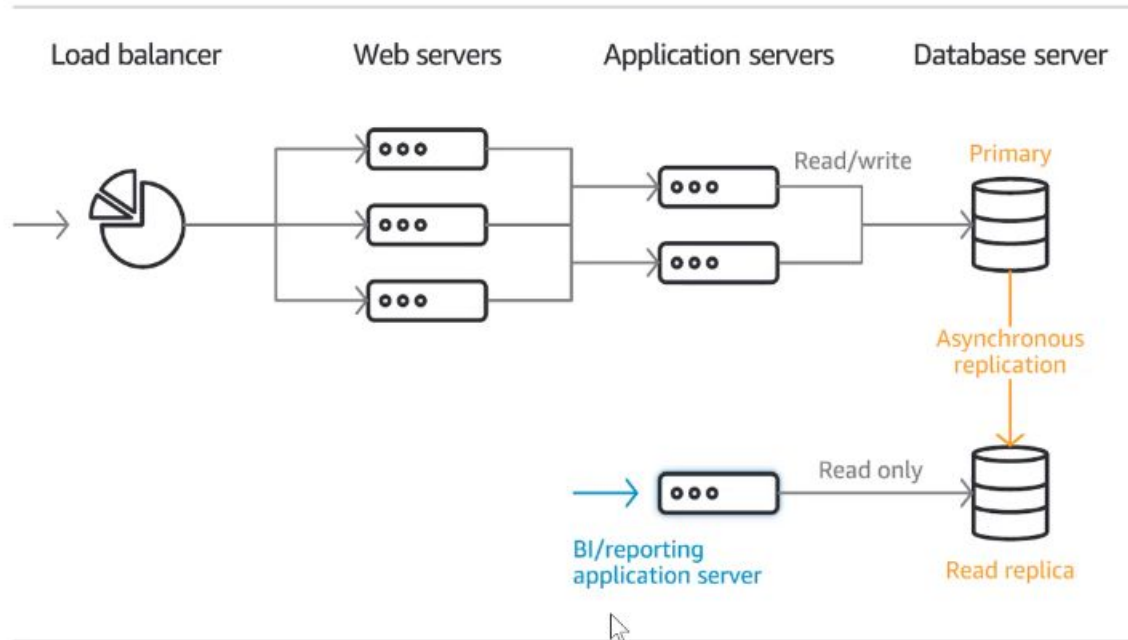 Load balancer
Web servers
Application servers
Database server
Read/write
Primary
Asynchronous
replication
Read only
BI/reporting
application server
Read replica